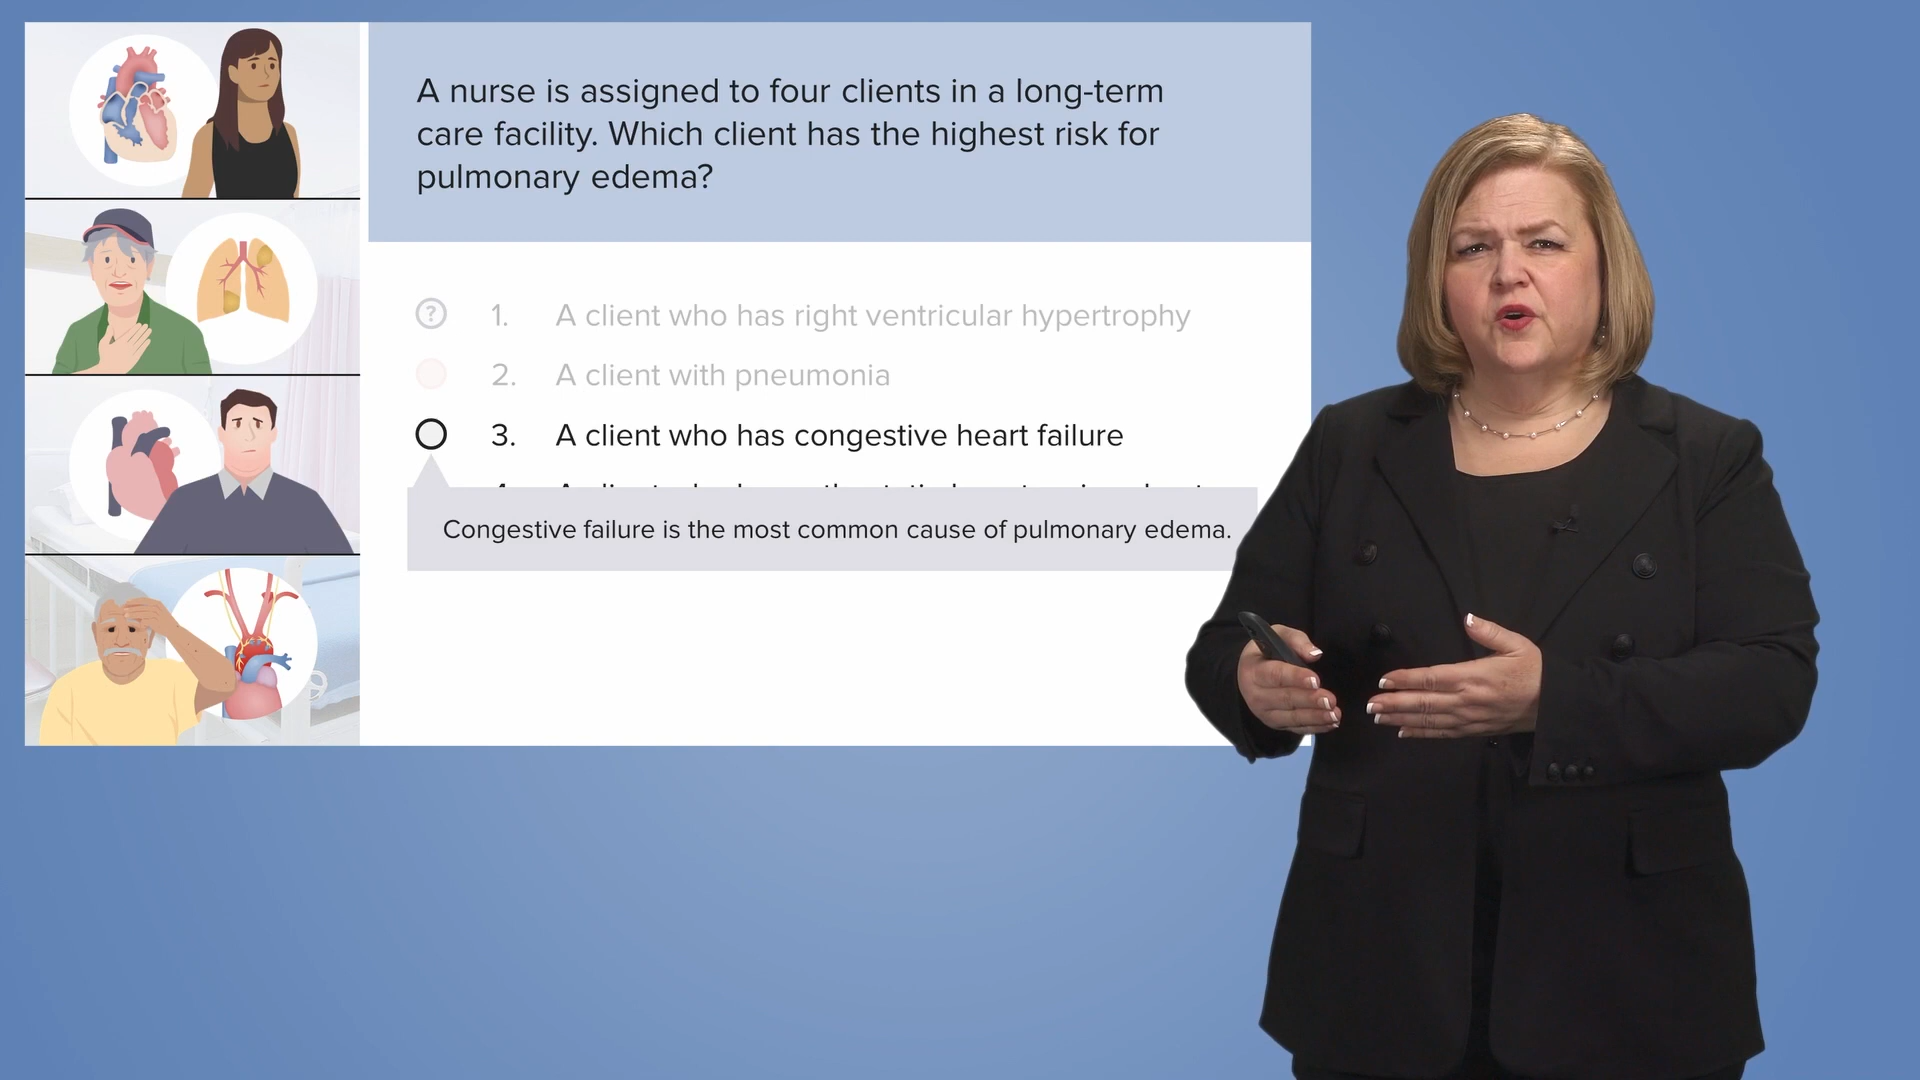 A nurse is assigned to four clients in a long-term
care facility. Which client has the highest risk for
pulmonary edema?
? 1. A client who has right ventricular hypertrophy
2. A client with pneumonia
3. A client who has congestive heart failure
Congestive failure is the most common cause of pulmonary edema.